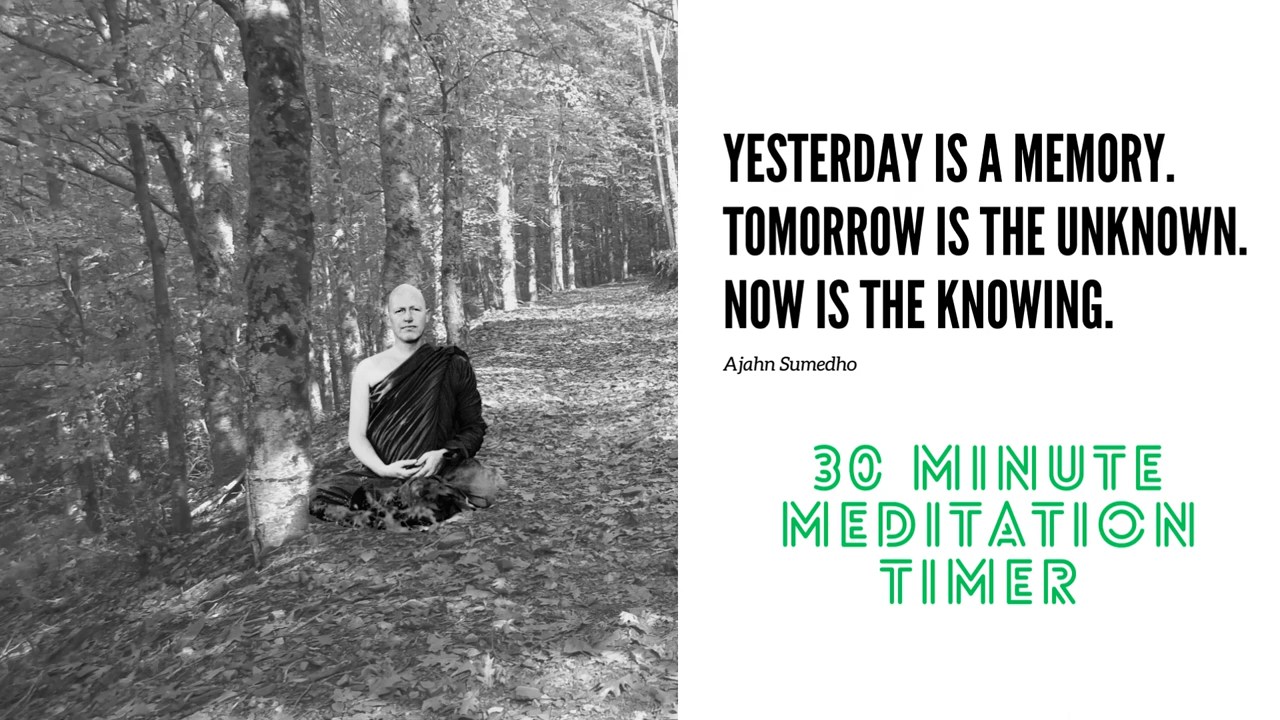 YESTERDAY IS A MEMORY.
TOMORROW IS THE UNKNOWN.
NOW IS THE KNOWING.
Ajahn Sumedho
30 MINUTE
MEDITATION
TIMER